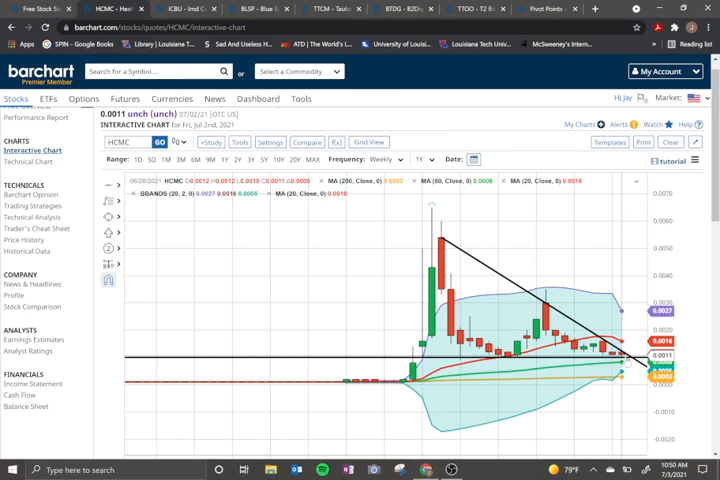 Free Stock Sc
HCMC - Healt
ICBU - Imd C
BLSP - Blue S
TTCM - Tauta
BTDG - B2Digi
TTOO - T2 Bi
Pivot Points -
barchart.com/stocks/quotes/HCMC/interactive-chart
Apps
SPIN - Google Books
Library | Louisiana T...
Sad And Useless H...
ATD | The World's L...
University of Louisi...
Louisiana Tech Univ...
McSweeney's Inter...
Reading list
barchart
Premier Member
Search for a Symbol...
or
Select a Commodity
My Account
Stocks ETFs Options Futures Currencies News Dashboard Tools
Market:
Performance Report
0.0011 unch (unch) 07/02/21 [OTC US]
Hi Jay
INTERACTIVE CHART for Fri, Jul 2nd, 2021
My Charts Alerts Watch Help
CHARTS
Interactive Chart
Technical Chart
HCMC GO +Study Tools Settings Compare f(x) Grid View Templates Print Clear
Range: 1D 5D 1M 3M 6M 9M 1Y 2Y 3Y 5Y 10Y 20Y MAX Frequency: Weekly 1Y Date: tutorial
TECHNICALS
Barchart Opinion
Trading Strategies
Technical Analysis
Trader's Cheat Sheet
Price History
Historical Data
06/28/2021 HCMC O:0.0012 H:0.0012 L:0.0010 C:0.0011 Δ:0.0006 × MA (200, Close, 0) 0.0003 × MA (50, Close, 0) 0.0008 × MA (20, Close, 0) 0.0016
× BBANDS (20, 2, 0) 0.0027 0.0016 0.0005 × MA (20, Close, 0) 0.0016
0.0070
0.0060
0.0050
0.0040
0.0030
0.0027
0.0020
0.0016
0.0011
0.0003
0.0000
-0.0010
-0.0020
COMPANY
News & Stocks
Profile
Stock Comparison
ANALYSTS
Earnings Estimates
Analyst Ratings
FINANCIALS
Income Statement
Cash Flow
Balance Sheet
Type here to search
79°F
10:50 AM
7/3/2021